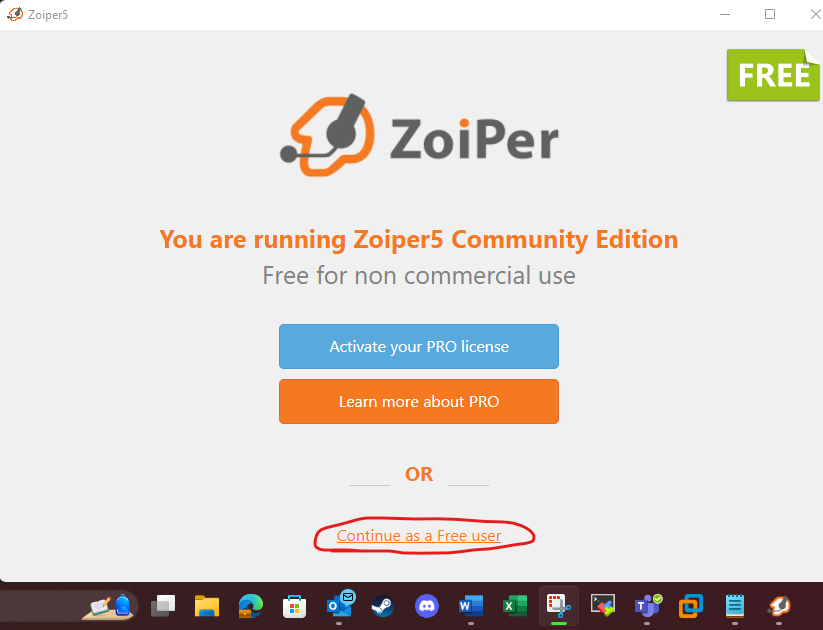 Zoiper5
FREE
ZoiPer
You are running Zoiper5 Community Edition
Free for non commercial use
Activate your PRO license
Learn more about PRO
OR
Continue as a Free user